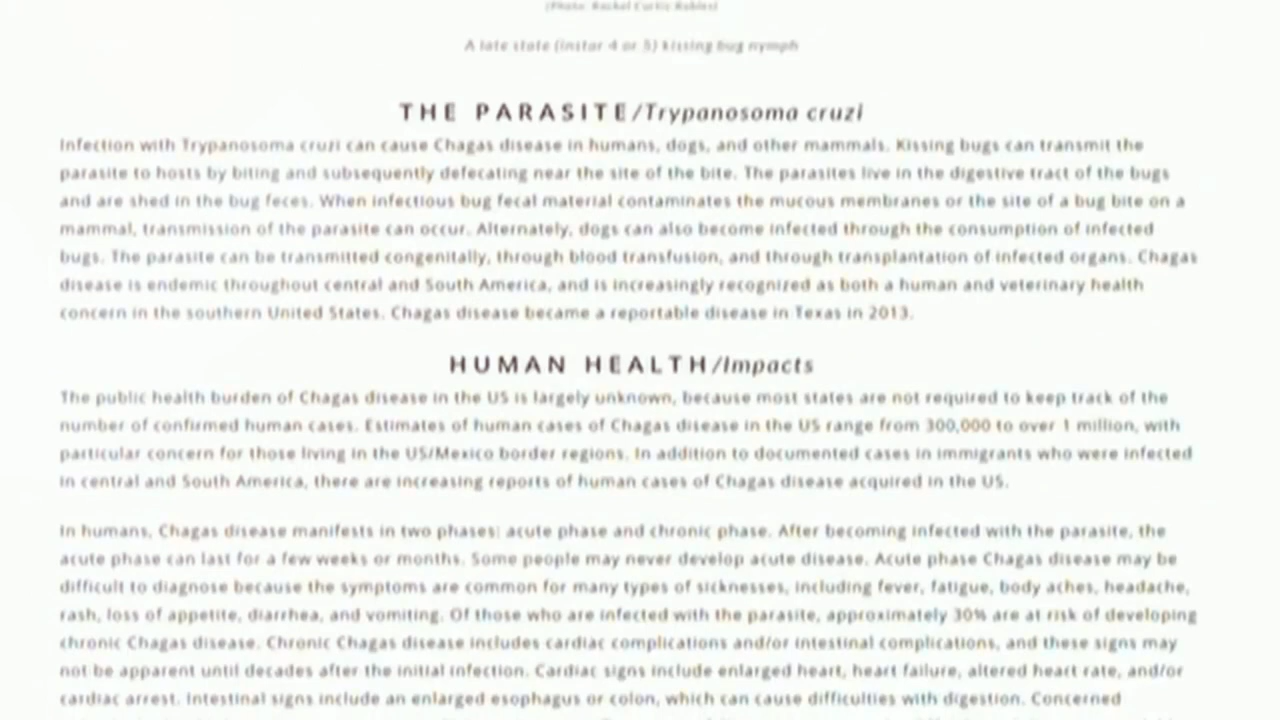 (Photo: Rachel Curtis-Robles)
A late state (instar 4 or 5) kissing bug nymph
THE PARASITE/Trypanosoma cruzi
Infection with Trypanosoma cruzi can cause Chagas disease in humans, dogs, and other mammals. Kissing bugs can transmit the
parasite to hosts by biting and subsequently defecating near the site of the bite. The parasites live in the digestive tract of the bugs
and are shed in the bug feces. When infectious bug fecal material contaminates the mucous membranes or the site of a bug bite on a
mammal, transmission of the parasite can occur. Alternately, dogs can also become infected through the consumption of infected
bugs. The parasite can be transmitted congenitally, through blood transfusion, and through transplantation of infected organs. Chagas
disease is endemic throughout central and South America, and is increasingly recognized as both a human and veterinary health
concern in the southern United States. Chagas disease became a reportable disease in Texas in 2013.
HUMAN HEALTH/Impacts
The public health burden of Chagas disease in the US is largely unknown, because most states are not required to keep track of the
number of confirmed human cases. Estimates of human cases of Chagas disease in the US range from 300,000 to over 1 million, with
particular concern for those living in the US/Mexico border regions. In addition to documented cases in immigrants who were infected
in central and South America, there are increasing reports of human cases of Chagas disease acquired in the US.
In humans, Chagas disease manifests in two phases: acute phase and chronic phase. After becoming infected with the parasite, the
acute phase can last for a few weeks or months. Some people may never develop acute disease. Acute phase Chagas disease may be
difficult to diagnose because the symptoms are common for many types of sicknesses, including fever, fatigue, body aches, headache,
rash, loss of appetite, diarrhea, and vomiting. Of those who are infected with the parasite, approximately 30% are at risk of developing
chronic Chagas disease. Chronic Chagas disease includes cardiac complications and/or intestinal complications, and these signs may
not be apparent until decades after the initial infection. Cardiac signs include enlarged heart, heart failure, altered heart rate, and/or
cardiac arrest. Intestinal signs include an enlarged esophagus or colon, which can cause difficulties with digestion. Concerned